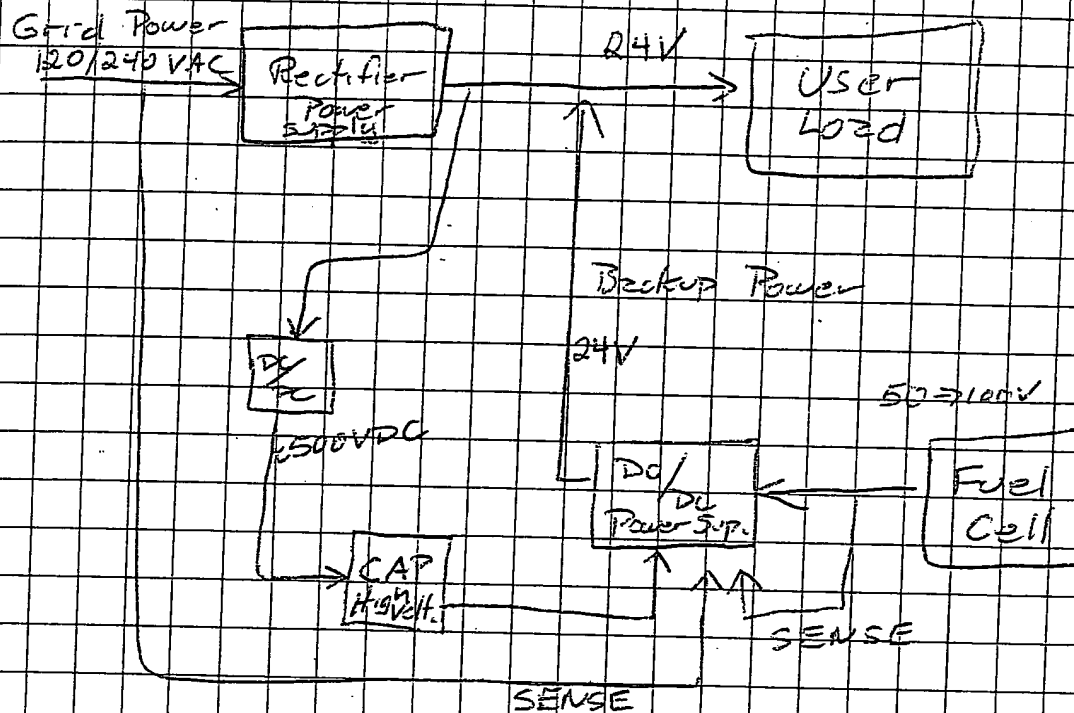 Grid Power
120/240 VAC
Rectifier
Power
Supply
24V
User
Load
Backup Power
24V
DC/
DC
≤500VDC
50⇒100V
DC/
DC
Power Sup.
Fuel
Cell
CAP
High Volt.
SENSE
SENSE